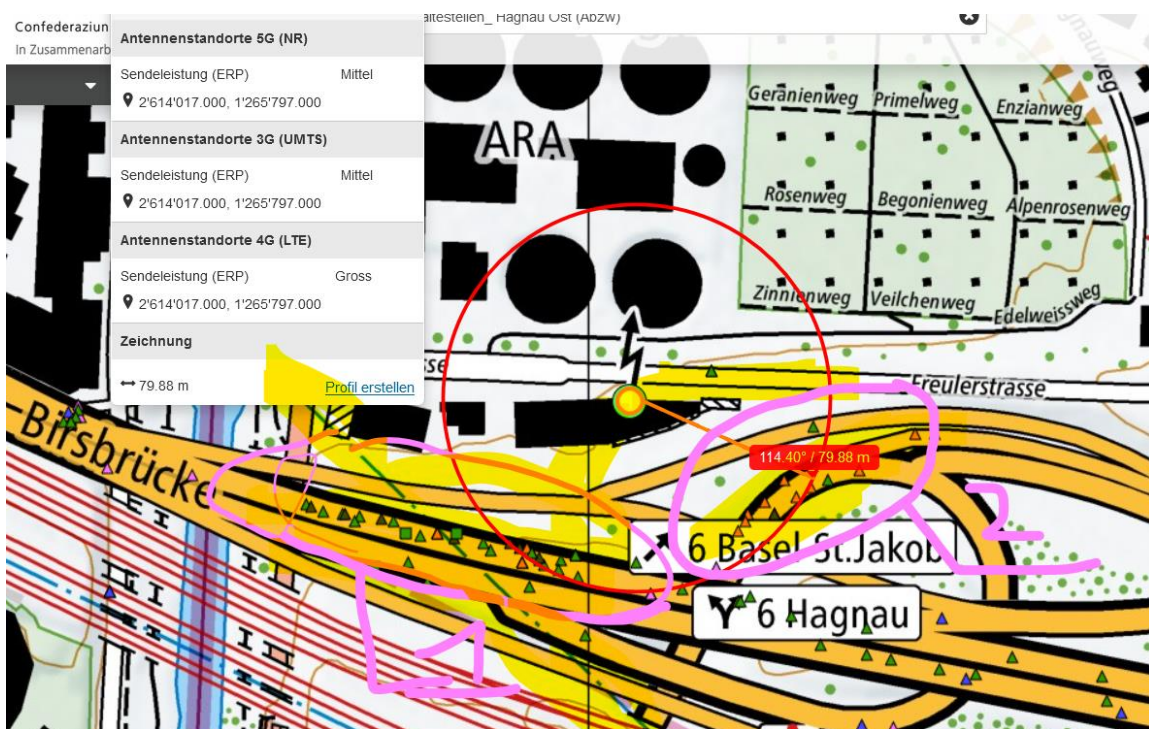 Confederaziun
In Zusammenarb
altestellen_ Hagnau Ost (Abzw)
Antennenstandorte 5G (NR)
Sendeleistung (ERP) Mittel
2'614'017.000, 1'265'797.000
Antennenstandorte 3G (UMTS)
Sendeleistung (ERP) Mittel
2'614'017.000, 1'265'797.000
Antennenstandorte 4G (LTE)
Sendeleistung (ERP) Gross
2'614'017.000, 1'265'797.000
Zeichnung
79.88 m Profil erstellen
ARA
Geranienweg Primelweg Enzianweg
Rosenweg Begonienweg Alpenrosenweg
Zinnienweg Veilchenweg Edelweissweg
sse
Freulerstrasse
-Birsbrücke
114.40° / 79.88 m
6 Basel St.Jakob
6 Hagnau
1
2